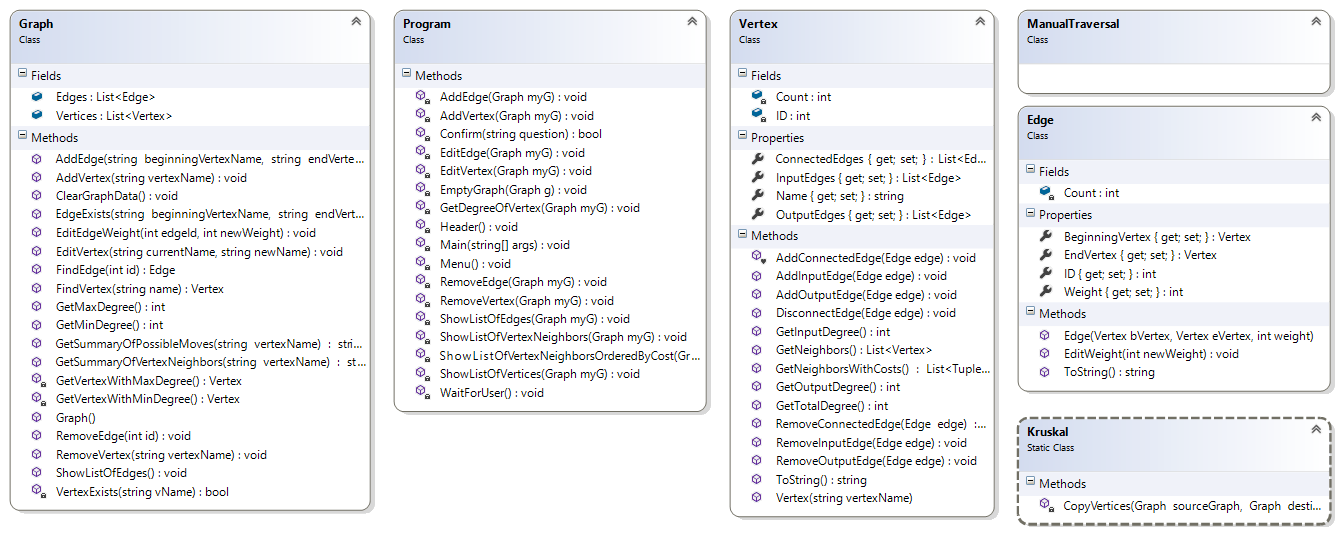 Graph
Class
Fields
Edges : List<Edge>
Vertices : List<Vertex>
Methods
AddEdge(string beginningVertexName, string endVerte...
AddVertex(string vertexName) : void
ClearGraphData() : void
EdgeExists(string beginningVertexName, string endVert...
EditEdgeWeight(int edgeId, int newWeight) : void
EditVertex(string currentName, string newName) : void
FindEdge(int id) : Edge
FindVertex(string name) : Vertex
GetMaxDegree() : int
GetMinDegree() : int
GetSummaryOfPossibleMoves(string vertexName) : stri...
GetSummaryOfVertexNeighbors(string vertexName) : st...
GetVertexWithMaxDegree() : Vertex
GetVertexWithMinDegree() : Vertex
Graph()
RemoveEdge(int id) : void
RemoveVertex(string vertexName) : void
ShowListOfEdges() : void
VertexExists(string vName) : bool
Program
Class
Methods
AddEdge(Graph myG) : void
AddVertex(Graph myG) : void
Confirm(string question) : bool
EditEdge(Graph myG) : void
EditVertex(Graph myG) : void
EmptyGraph(Graph g) : void
GetDegreeOfVertex(Graph myG) : void
Header() : void
Main(string[] args) : void
Menu() : void
RemoveEdge(Graph myG) : void
RemoveVertex(Graph myG) : void
ShowListOfEdges(Graph myG) : void
ShowListOfVertexNeighbors(Graph myG) : void
ShowListOfVertexNeighborsOrderedByCost(Gr...
ShowListOfVertices(Graph myG) : void
WaitForUser() : void
Vertex
Class
Fields
Count : int
ID : int
Properties
ConnectedEdges { get; set; } : List<Ed...
InputEdges { get; set; } : List<Edge>
Name { get; set; } : string
OutputEdges { get; set; } : List<Edge>
Methods
AddConnectedEdge(Edge edge) : void
AddInputEdge(Edge edge) : void
AddOutputEdge(Edge edge) : void
DisconnectEdge(Edge edge) : void
GetInputDegree() : int
GetNeighbors() : List<Vertex>
GetNeighborsWithCosts() : List<Tuple...
GetOutputDegree() : int
GetTotalDegree() : int
RemoveConnectedEdge(Edge edge) :...
RemoveInputEdge(Edge edge) : void
RemoveOutputEdge(Edge edge) : void
ToString() : string
Vertex(string vertexName)
ManualTraversal
Class
Edge
Class
Fields
Count : int
Properties
BeginningVertex { get; set; } : Vertex
EndVertex { get; set; } : Vertex
ID { get; set; } : int
Weight { get; set; } : int
Methods
Edge(Vertex bVertex, Vertex eVertex, int weight)
EditWeight(int newWeight) : void
ToString() : string
Kruskal
Static Class
Methods
CopyVertices(Graph sourceGraph, Graph desti...